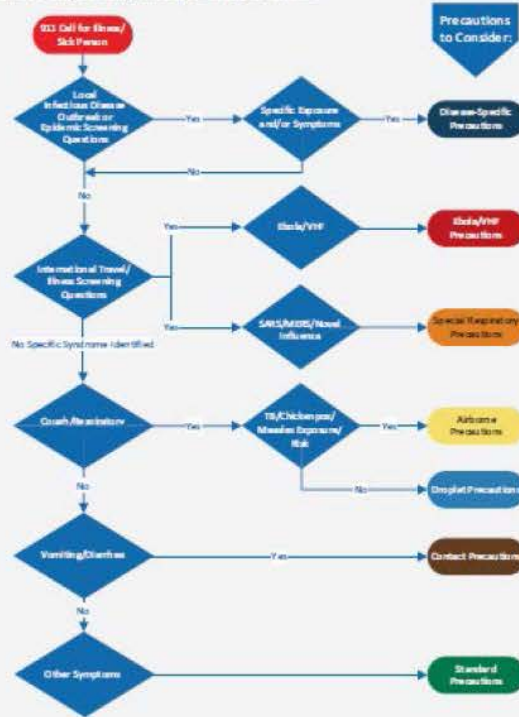 911 Call for Illness/
Sick Person
Precautions
to Consider:
Local
Infectious Disease
Outbreak or
Epidemic Screening
Questions
Yes
Specific Exposure
and/or Symptoms
Yes
Disease-Specific
Precautions
No
No
Yes
Ebola/VHF
Ebola/VHF
Precautions
International Travel/
Illness Screening
Questions
Yes
SARS/MERS/Novel
Influenza
Special Respiratory
Precautions
No Specific Syndrome Identified
Cough/Respiratory
Yes
TB/Chickenpox/
Measles Exposure/
Risk
Yes
Airborne
Precautions
No
No
Droplet Precautions
Vomiting/Diarrhea
Yes
Contact Precautions
No
Other Symptoms
Standard
Precautions